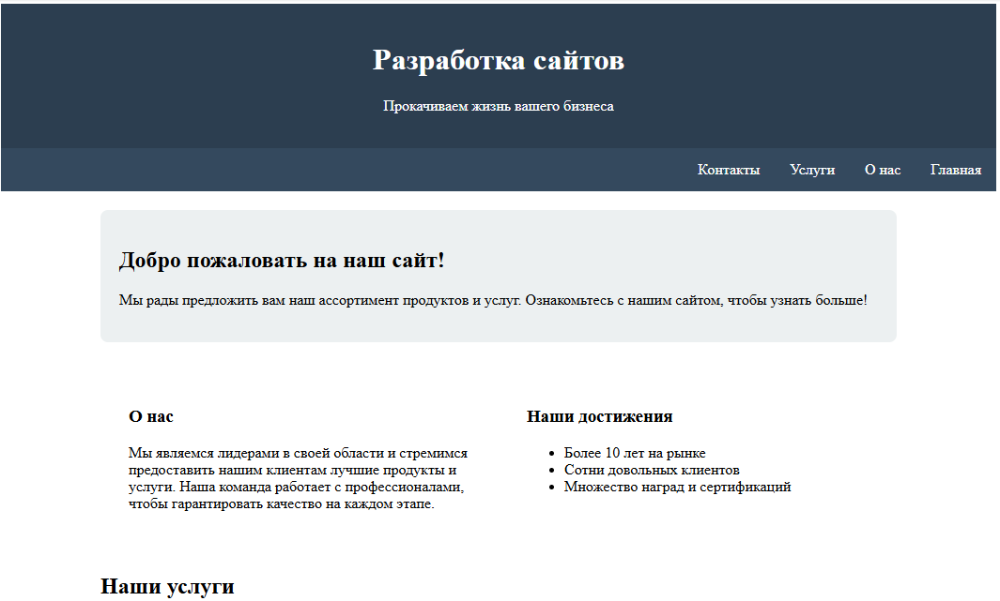 Разработка сайтов
Прокачиваем жизнь вашего бизнеса
Контакты Услуги О нас Главная
Добро пожаловать на наш сайт!
Мы рады предложить вам наш ассортимент продуктов и услуг. Ознакомьтесь с нашим сайтом, чтобы узнать больше!
О нас
Мы являемся лидерами в своей области и стремимся
предоставить нашим клиентам лучшие продукты и
услуги. Наша команда работает с профессионалами,
чтобы гарантировать качество на каждом этапе.
Наши достижения
Более 10 лет на рынке
Сотни довольных клиентов
Множество наград и сертификаций
Наши услуги